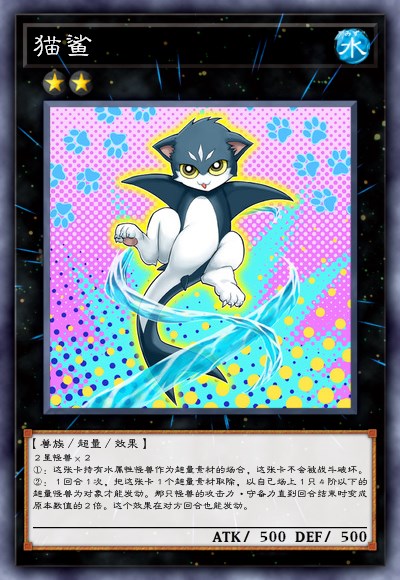 猫鲨
水
【兽族／超量／效果】
2星怪兽×2
①：这张卡持有水属性怪兽作为超量素材的场合，这张卡不会被战斗破坏。
②：1回合1次，把这张卡1个超量素材取除，以自己场上1只4阶以下的
超量怪兽为对象才能发动。那只怪兽的攻击力·守备力直到回合结束时变成
原本数值的2倍。这个效果在对方回合也能发动。
ATK/ 500 DEF/ 500